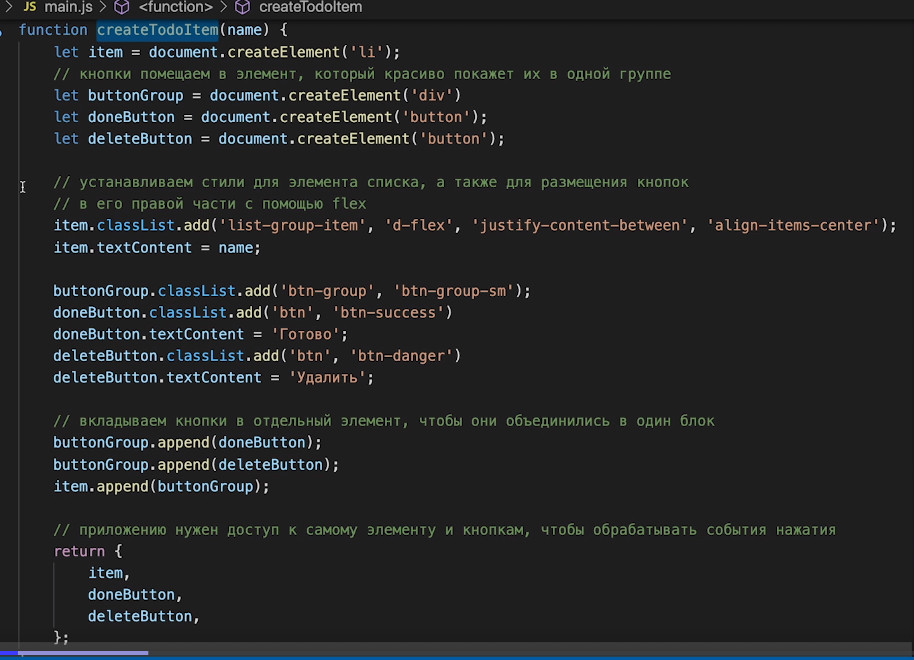 JS main.js > <function> > createTodoItem
function createTodoItem(name) {
    let item = document.createElement('li');
    // кнопки помещаем в элемент, который красиво покажет их в одной группе
    let buttonGroup = document.createElement('div')
    let doneButton = document.createElement('button');
    let deleteButton = document.createElement('button');

    // устанавливаем стили для элемента списка, а также для размещения кнопок
    // в его правой части с помощью flex
    item.classList.add('list-group-item', 'd-flex', 'justify-content-between', 'align-items-center');
    item.textContent = name;

    buttonGroup.classList.add('btn-group', 'btn-group-sm');
    doneButton.classList.add('btn', 'btn-success')
    doneButton.textContent = 'Готово';
    deleteButton.classList.add('btn', 'btn-danger')
    deleteButton.textContent = 'Удалить';

    // вкладываем кнопки в отдельный элемент, чтобы они объединились в один блок
    buttonGroup.append(doneButton);
    buttonGroup.append(deleteButton);
    item.append(buttonGroup);

    // приложению нужен доступ к самому элементу и кнопкам, чтобы обрабатывать события нажатия
    return {
        item,
        doneButton,
        deleteButton,
    };